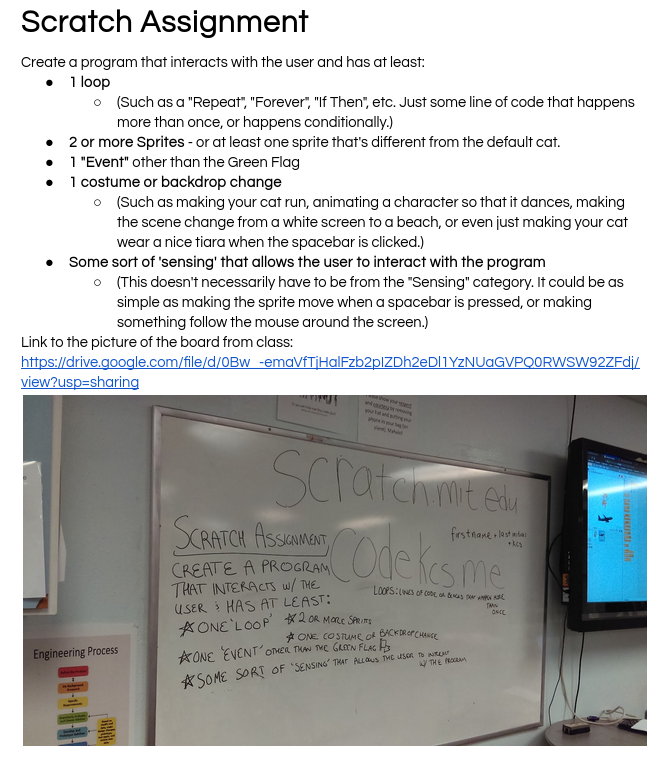 Scratch Assignment
Create a program that interacts with the user and has at least:
● 1 loop
○ (Such as a "Repeat", "Forever", "If Then", etc. Just some line of code that happens
more than once, or happens conditionally.)
● 2 or more Sprites - or at least one sprite that's different from the default cat.
● 1 "Event" other than the Green Flag
● 1 costume or backdrop change
○ (Such as making your cat run, animating a character so that it dances, making
the scene change from a white screen to a beach, or even just making your cat
wear a nice tiara when the spacebar is clicked.)
● Some sort of 'sensing' that allows the user to interact with the program
○ (This doesn't necessarily have to be from the "Sensing" category. It could be as
simple as making the sprite move when a spacebar is pressed, or making
something follow the mouse around the screen.)
Link to the picture of the board from class:
https://drive.google.com/file/d/0Bw_-emaVfTjHalFzb2plZDh2eDl1YzNUaGVPQ0RWSW92ZFdj/
view?usp=sharing
scratch.mit.edu
SCRATCH ASSIGNMENT
Codekcsme
firstname + last initial
+ kcs
CREATE A PROGRAM
THAT INTERACTS W/ THE
USER & HAS AT LEAST:
LOOPS: LINES OF CODE OR BLOCKS THAT HAPPEN MORE
THAN
ONCE
☆ ONE 'LOOP' ☆ 2 OR MORE SPRITES
☆ ONE COSTUME OR BACKDROP CHANGE
☆ ONE 'EVENT' OTHER THAN THE GREEN FLAG
☆ SOME SORT OF 'SENSING' THAT ALLOWS THE USER TO INTERACT
W/ THE PROGRAM
Engineering Process